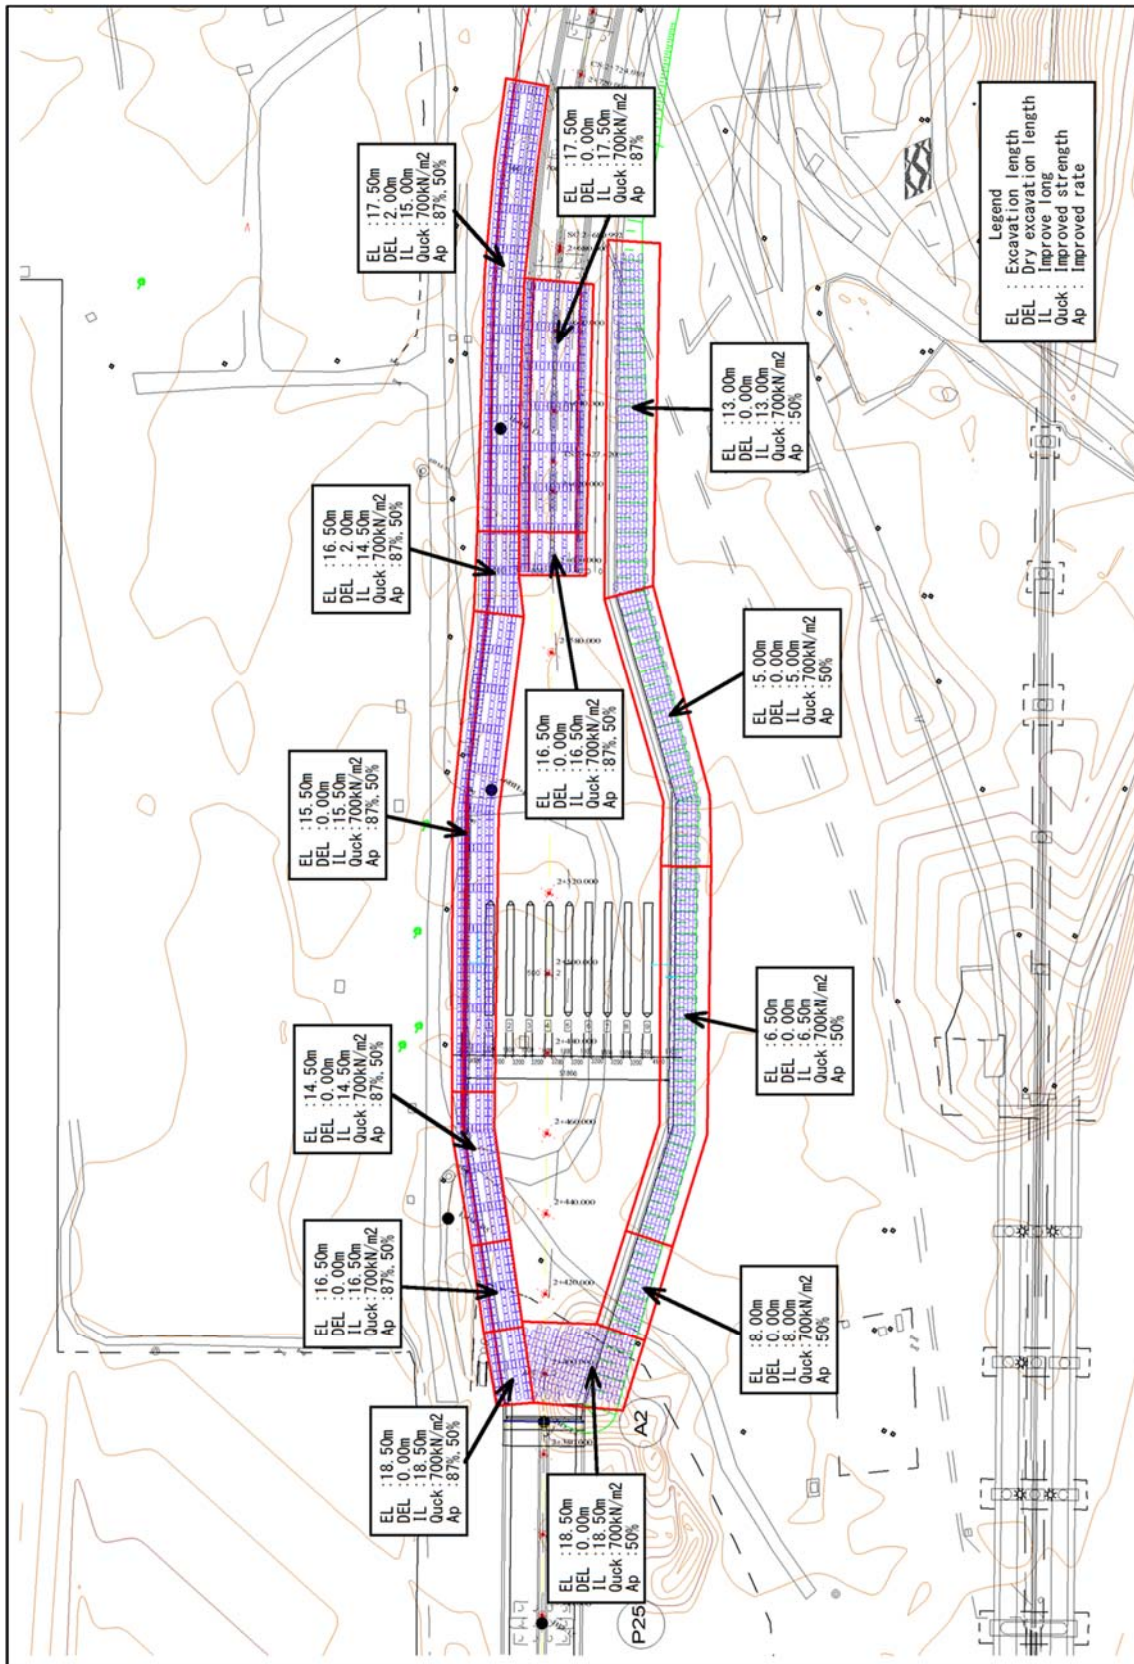 EL :17.50m
DEL : 2.00m
IL :15.00m
Quck:700kN/m2
Ap :87%, 50%
EL :17.50m
DEL :0.00m
IL :17.50m
Quck:700kN/m2
Ap :87%
Legend
EL : Excavation length
DEL : Dry excavation length
IL : Improve long
Quck: Improved strength
Ap : Improved rate
EL :16.50m
DEL : 2.00m
IL :14.50m
Quck:700kN/m2
Ap :87%, 50%
EL :13.00m
DEL :0.00m
IL :13.00m
Quck:700kN/m2
Ap :50%
EL :15.50m
DEL :0.00m
IL :15.50m
Quck:700kN/m2
Ap :87%, 50%
EL :16.50m
DEL :0.00m
IL :16.50m
Quck:700kN/m2
Ap :87%, 50%
EL :5.00m
DEL :0.00m
IL :5.00m
Quck:700kN/m2
Ap :50%
EL :14.50m
DEL :0.00m
IL :14.50m
Quck:700kN/m2
Ap :87%, 50%
EL :6.50m
DEL :0.00m
IL :6.50m
Quck:700kN/m2
Ap :50%
EL :16.50m
DEL :0.00m
IL :16.50m
Quck:700kN/m2
Ap :87%, 50%
EL :8.00m
DEL :0.00m
IL :8.00m
Quck:700kN/m2
Ap :50%
EL :18.50m
DEL :0.00m
IL :18.50m
Quck:700kN/m2
Ap :87%, 50%
EL :18.50m
DEL :0.00m
IL :18.50m
Quck:700kN/m2
Ap :50%
2+520.000
2+460.000
2+440.000
2+420.000
A2
P25